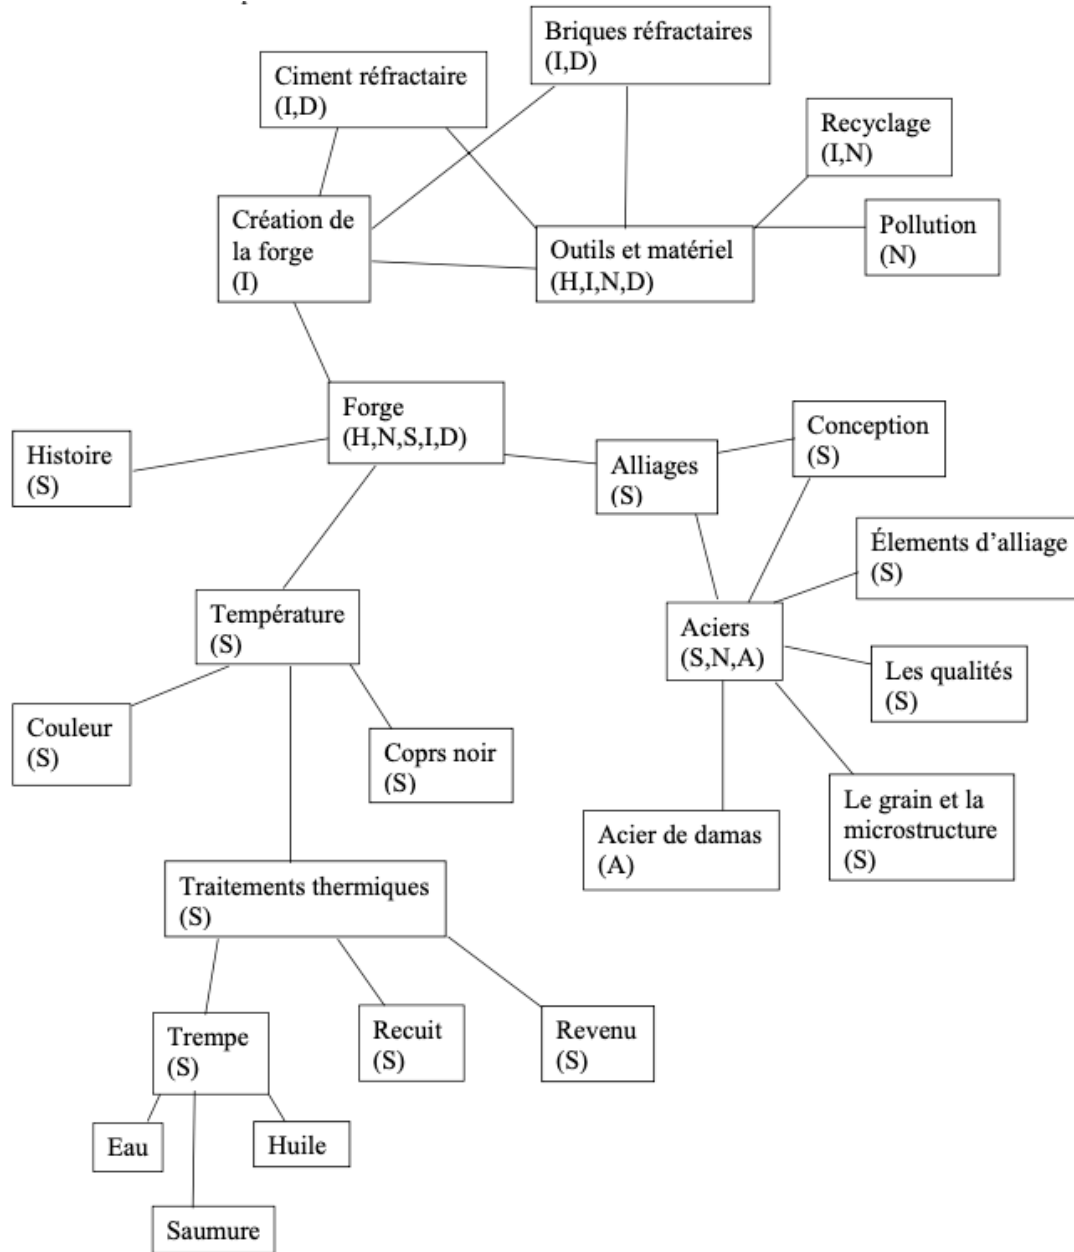 Briques réfractaires
(I,D)
Ciment réfractaire
(I,D)
Recyclage
(I,N)
Création de
la forge
(I)
Outils et matériel
(H,I,N,D)
Pollution
(N)
Forge
(H,N,S,I,D)
Histoire
(S)
Alliages
(S)
Conception
(S)
Élements d’alliage
(S)
Température
(S)
Aciers
(S,N,A)
Les qualités
(S)
Couleur
(S)
Coprs noir
(S)
Le grain et la
microstructure
(S)
Acier de damas
(A)
Traitements thermiques
(S)
Trempe
(S)
Recuit
(S)
Revenu
(S)
Eau
Huile
Saumure